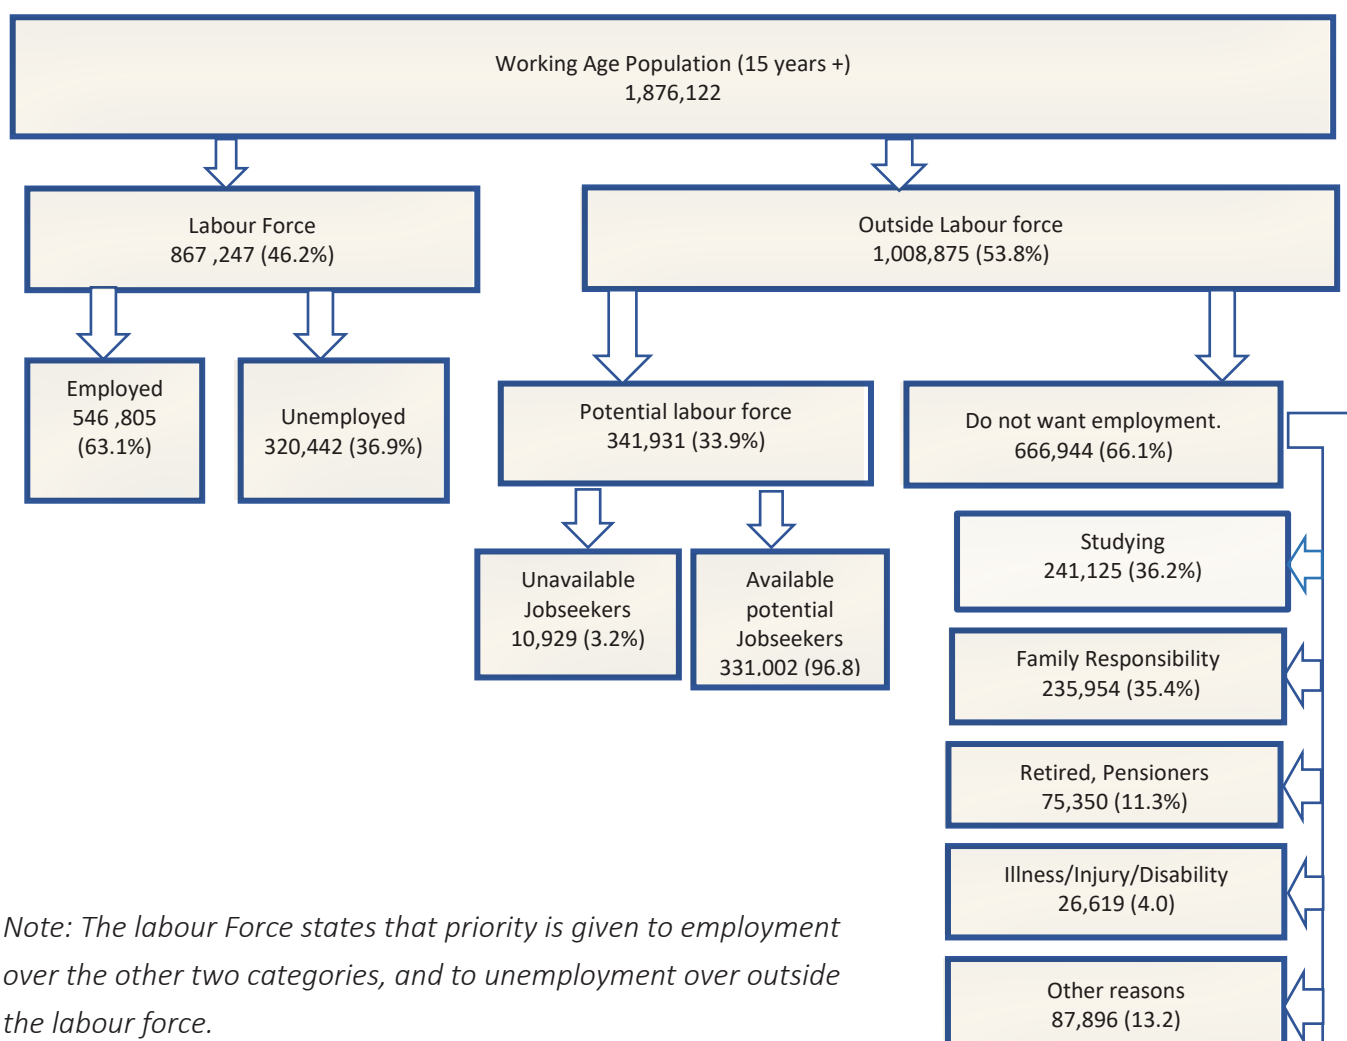 Working Age Population (15 years +)
1,876,122
Labour Force
867 ,247 (46.2%)
Outside Labour force
1,008,875 (53.8%)
Employed
546 ,805
(63.1%)
Unemployed
320,442 (36.9%)
Potential labour force
341,931 (33.9%)
Do not want employment.
666,944 (66.1%)
Unavailable
Jobseekers
10,929 (3.2%)
Available
potential
Jobseekers
331,002 (96.8)
Studying
241,125 (36.2%)
Family Responsibility
235,954 (35.4%)
Retired, Pensioners
75,350 (11.3%)
Illness/Injury/Disability
26,619 (4.0)
Other reasons
87,896 (13.2)
Note: The labour Force states that priority is given to employment
over the other two categories, and to unemployment over outside
the labour force.